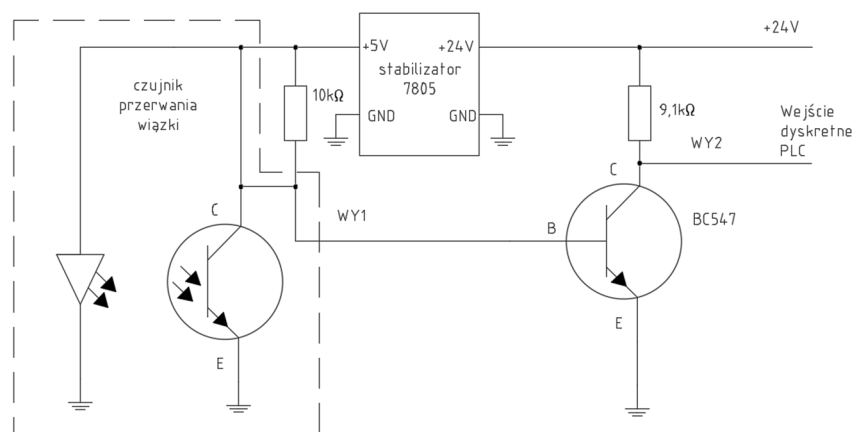 +24V
+5V
+24V
stabilizator
7805
GND
GND
czujnik
przerwania
wiązki
10kΩ
9,1kΩ
Wejście
dyskretne
PLC
WY2
C
BC547
C
WY1
B
E
E